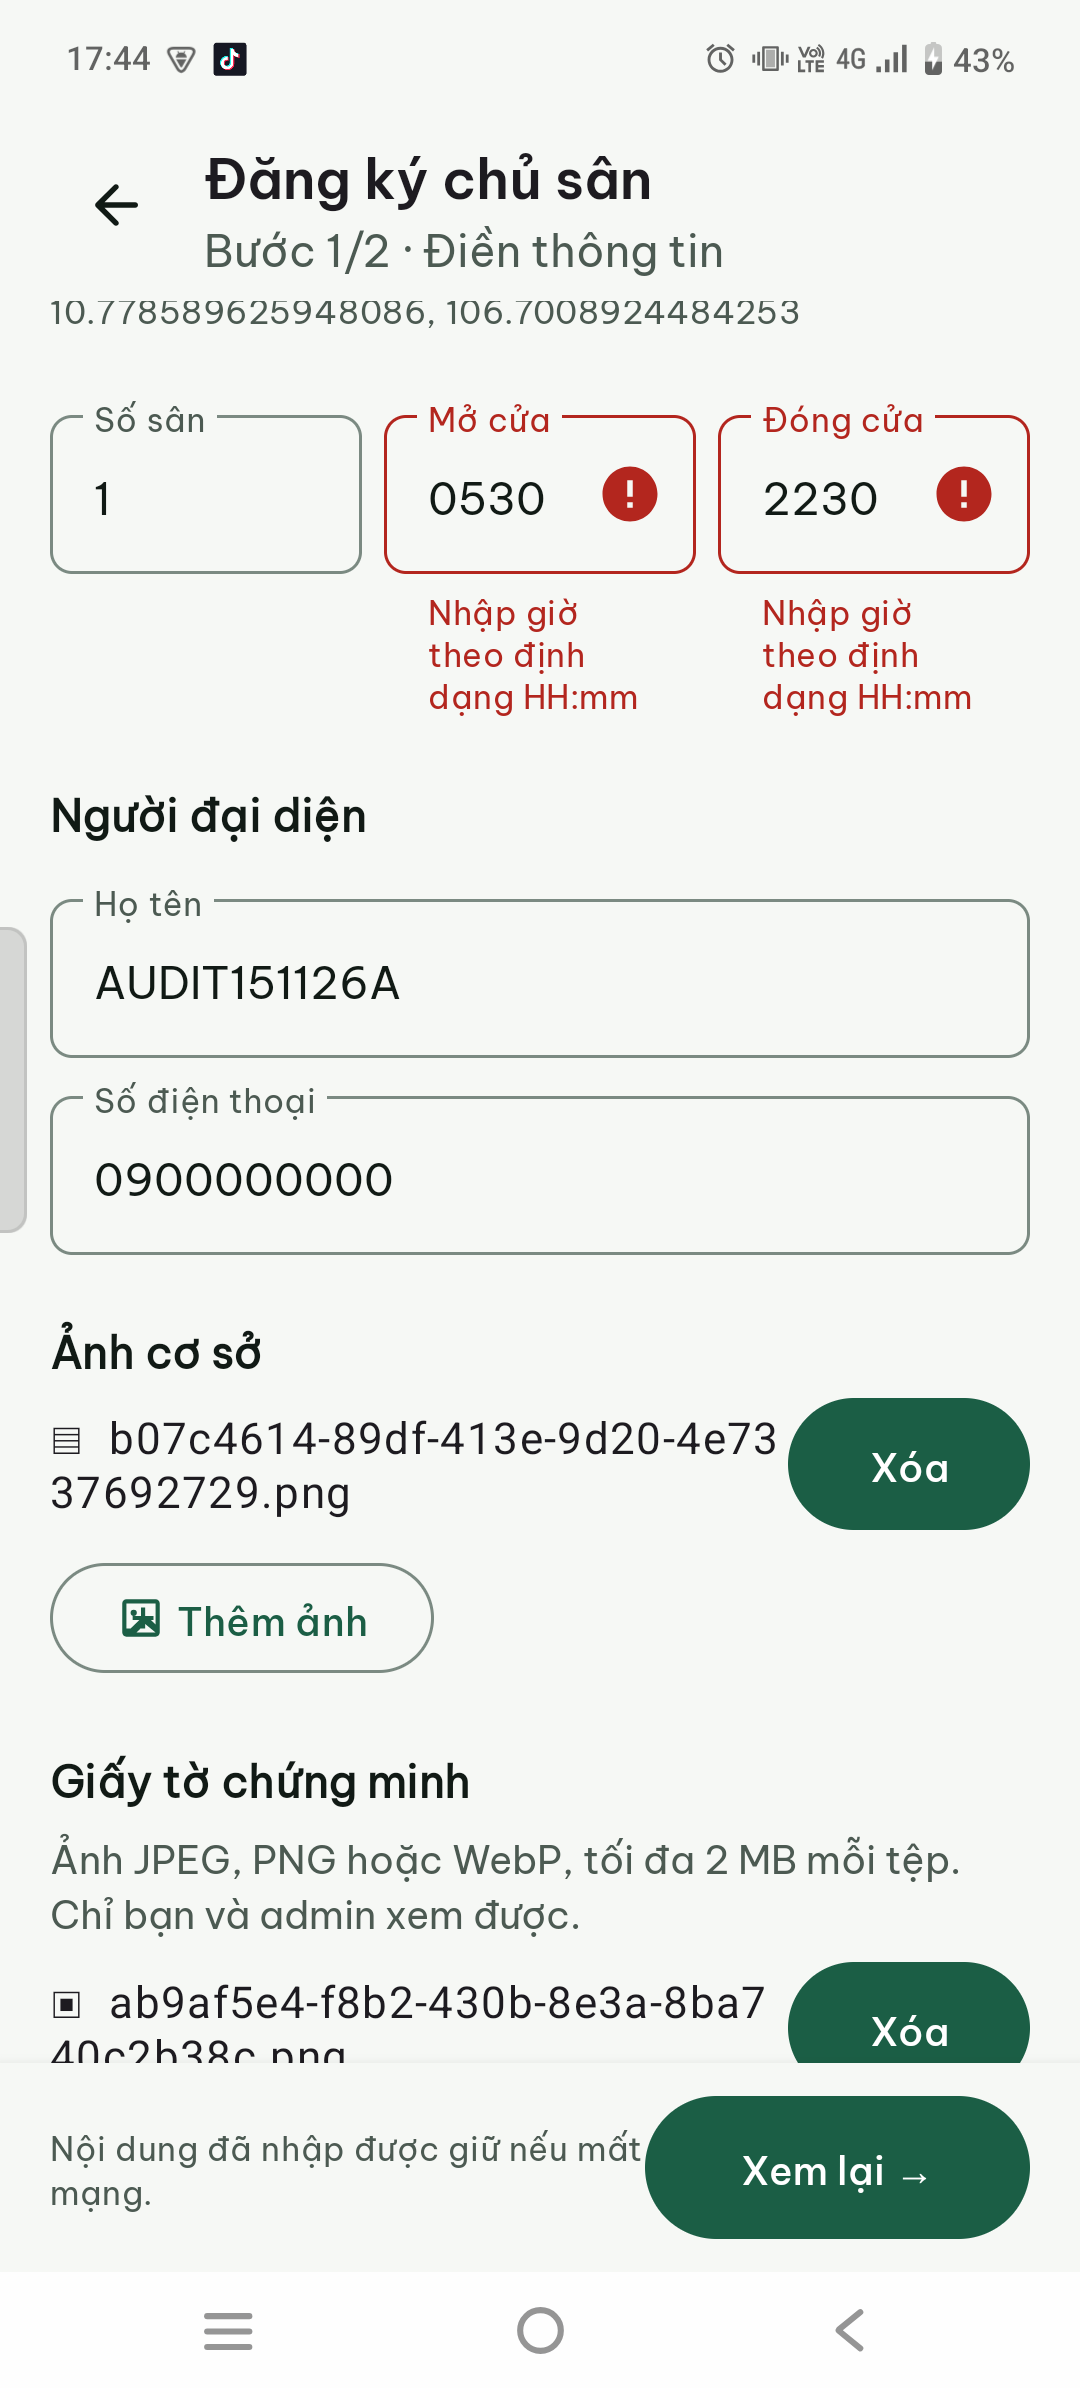 17:44
VoD LTE 4G 43%
Đăng ký chủ sân
Bước 1/2 · Điền thông tin
10.778589625948086, 106.7008924484253
Số sân
Mở cửa
Đóng cửa
1
0530
2230
Nhập giờ theo định dạng HH:mm
Nhập giờ theo định dạng HH:mm
Người đại diện
Họ tên
AUDIT151126A
Số điện thoại
0900000000
Ảnh cơ sở
▤ b07c4614-89df-413e-9d20-4e73
37692729.png
Xóa
Thêm ảnh
Giấy tờ chứng minh
Ảnh JPEG, PNG hoặc WebP, tối đa 2 MB mỗi tệp.
Chỉ bạn và admin xem được.
▣ ab9af5e4-f8b2-430b-8e3a-8ba7
40c2b38c.png
Xóa
Nội dung đã nhập được giữ nếu mất
mạng.
Xem lại →